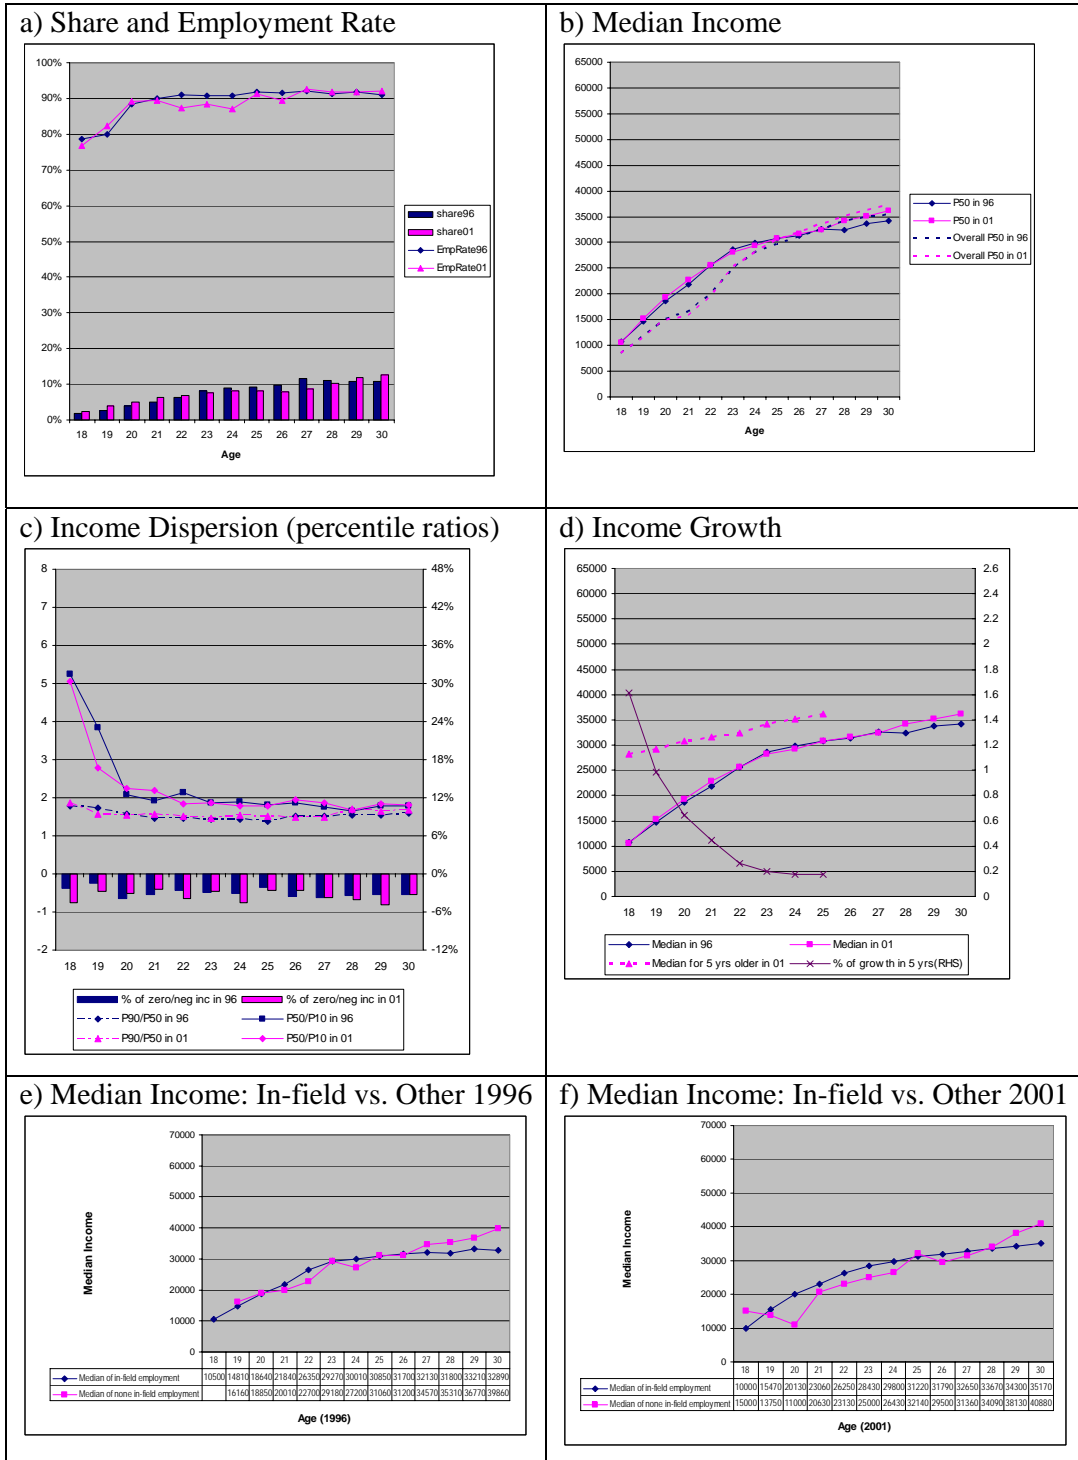 a) Share and Employment Rate
100%
90%
80%
70%
60%
50%
40%
30%
20%
10%
0%
18 19 20 21 22 23 24 25 26 27 28 29 30
Age
share96
share01
EmpRate96
EmpRate01
b) Median Income
65000
60000
55000
50000
45000
40000
35000
30000
25000
20000
15000
10000
5000
0
18 19 20 21 22 23 24 25 26 27 28 29 30
Age
P50 in 96
P50 in 01
Overall P50 in 96
Overall P50 in 01
c) Income Dispersion (percentile ratios)
8 48%
7 42%
6 36%
5 30%
4 24%
3 18%
2 12%
1 6%
0 0%
-1 -6%
-2 -12%
18 19 20 21 22 23 24 25 26 27 28 29 30
% of zero/neg inc in 96 % of zero/neg inc in 01
P90/P50 in 96 P50/P10 in 96
P90/P50 in 01 P50/P10 in 01
d) Income Growth
65000 2.6
60000 2.4
55000 2.2
50000 2
45000 1.8
40000 1.6
35000 1.4
30000 1.2
25000 1
20000 0.8
15000 0.6
10000 0.4
5000 0.2
0 0
18 19 20 21 22 23 24 25 26 27 28 29 30
Median in 96 Median in 01
Median for 5 yrs older in 01 % of growth in 5 yrs(RHS)
e) Median Income: In-field vs. Other 1996
Median Income
70000
60000
50000
40000
30000
20000
10000
0
18 19 20 21 22 23 24 25 26 27 28 29 30
Median of in-field employment 10500 14810 18640 21840 26350 29270 30010 30850 31700 32130 31800 33210 32890
Median of none in-field employment 16160 18850 20010 22700 29180 27200 31060 31200 34570 35310 36770 39860
Age (1996)
f) Median Income: In-field vs. Other 2001
Median Income
70000
60000
50000
40000
30000
20000
10000
0
18 19 20 21 22 23 24 25 26 27 28 29 30
Median of in-field employment 10000 15470 20130 23060 26250 28430 29800 31220 31790 32650 33670 34300 35170
Median of none in-field employment 15000 13750 11000 20630 23130 25000 26430 32140 29500 31360 34090 38130 40880
Age (2001)